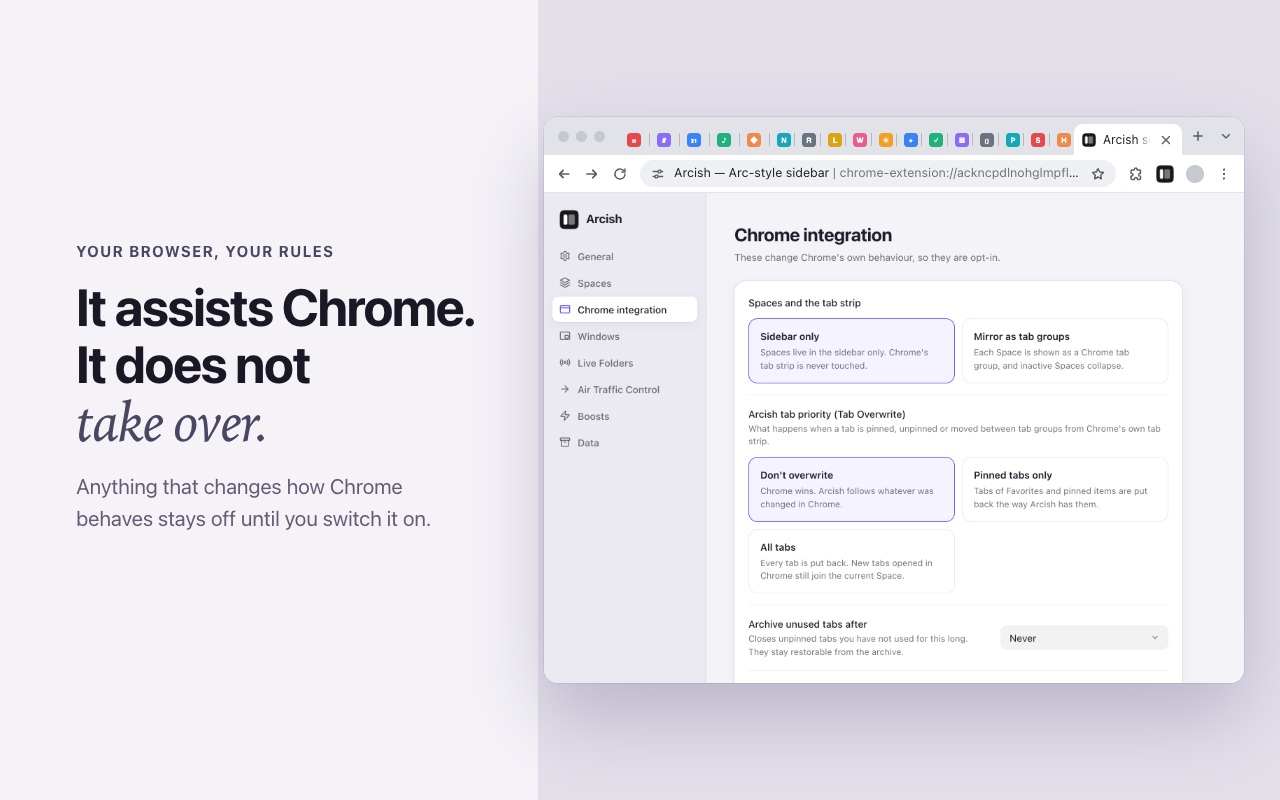 YOUR BROWSER, YOUR RULES
It assists Chrome.
It does not
take over.
Anything that changes how Chrome
behaves stays off until you switch it on.
31 N R L W {} P S H Arcish
Arcish — Arc-style sidebar | chrome-extension://ackncpdlnohglmpfl...
Arcish
General
Spaces
Chrome integration
Windows
Live Folders
Air Traffic Control
Boosts
Data
Chrome integration
These change Chrome's own behaviour, so they are opt-in.
Spaces and the tab strip
Sidebar only
Spaces live in the sidebar only. Chrome's
tab strip is never touched.
Mirror as tab groups
Each Space is shown as a Chrome tab
group, and inactive Spaces collapse.
Arcish tab priority (Tab Overwrite)
What happens when a tab is pinned, unpinned or moved between tab groups from Chrome's own tab
strip.
Don't overwrite
Chrome wins. Arcish follows whatever was
changed in Chrome.
Pinned tabs only
Tabs of Favorites and pinned items are put
back the way Arcish has them.
All tabs
Every tab is put back. New tabs opened in
Chrome still join the current Space.
Archive unused tabs after
Closes unpinned tabs you have not used for this long.
They stay restorable from the archive.
Never